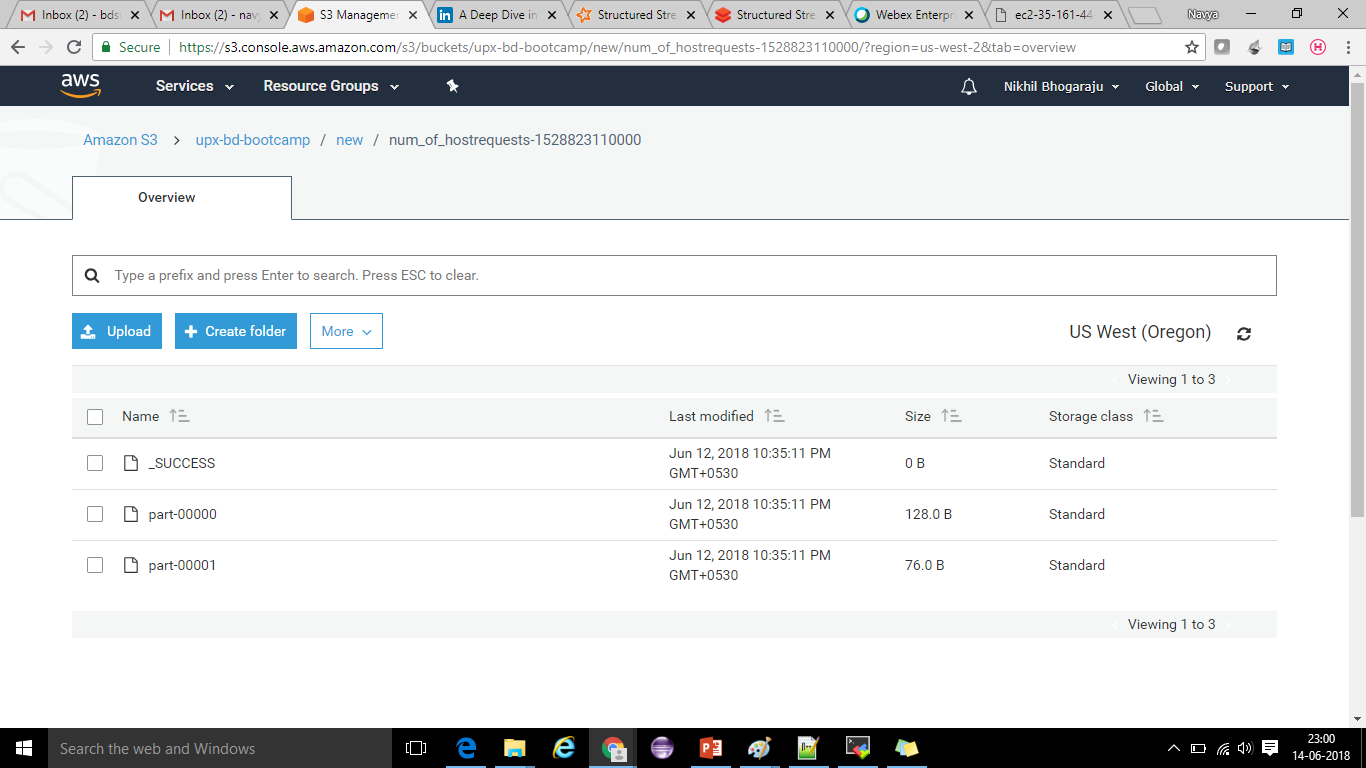 Inbox (2) - bds
Inbox (2) - nav
S3 Manageme
A Deep Dive in
Structured Stre
Structured Stre
Webex Enterpr
ec2-35-161-44
Navya
Secure
https://s3.console.aws.amazon.com/s3/buckets/upx-bd-bootcamp/new/num_of_hostrequests-1528823110000/?region=us-west-2&tab=overview
aws Services Resource Groups Nikhil Bhogaraju Global Support
Amazon S3 > upx-bd-bootcamp / new / num_of_hostrequests-1528823110000
Overview
Type a prefix and press Enter to search. Press ESC to clear.
Upload Create folder More US West (Oregon)
Viewing 1 to 3
Name Last modified Size Storage class
_SUCCESS Jun 12, 2018 10:35:11 PM GMT+0530 0 B Standard
part-00000 Jun 12, 2018 10:35:11 PM GMT+0530 128.0 B Standard
part-00001 Jun 12, 2018 10:35:11 PM GMT+0530 76.0 B Standard
Viewing 1 to 3
Search the web and Windows
23:00
14-06-2018